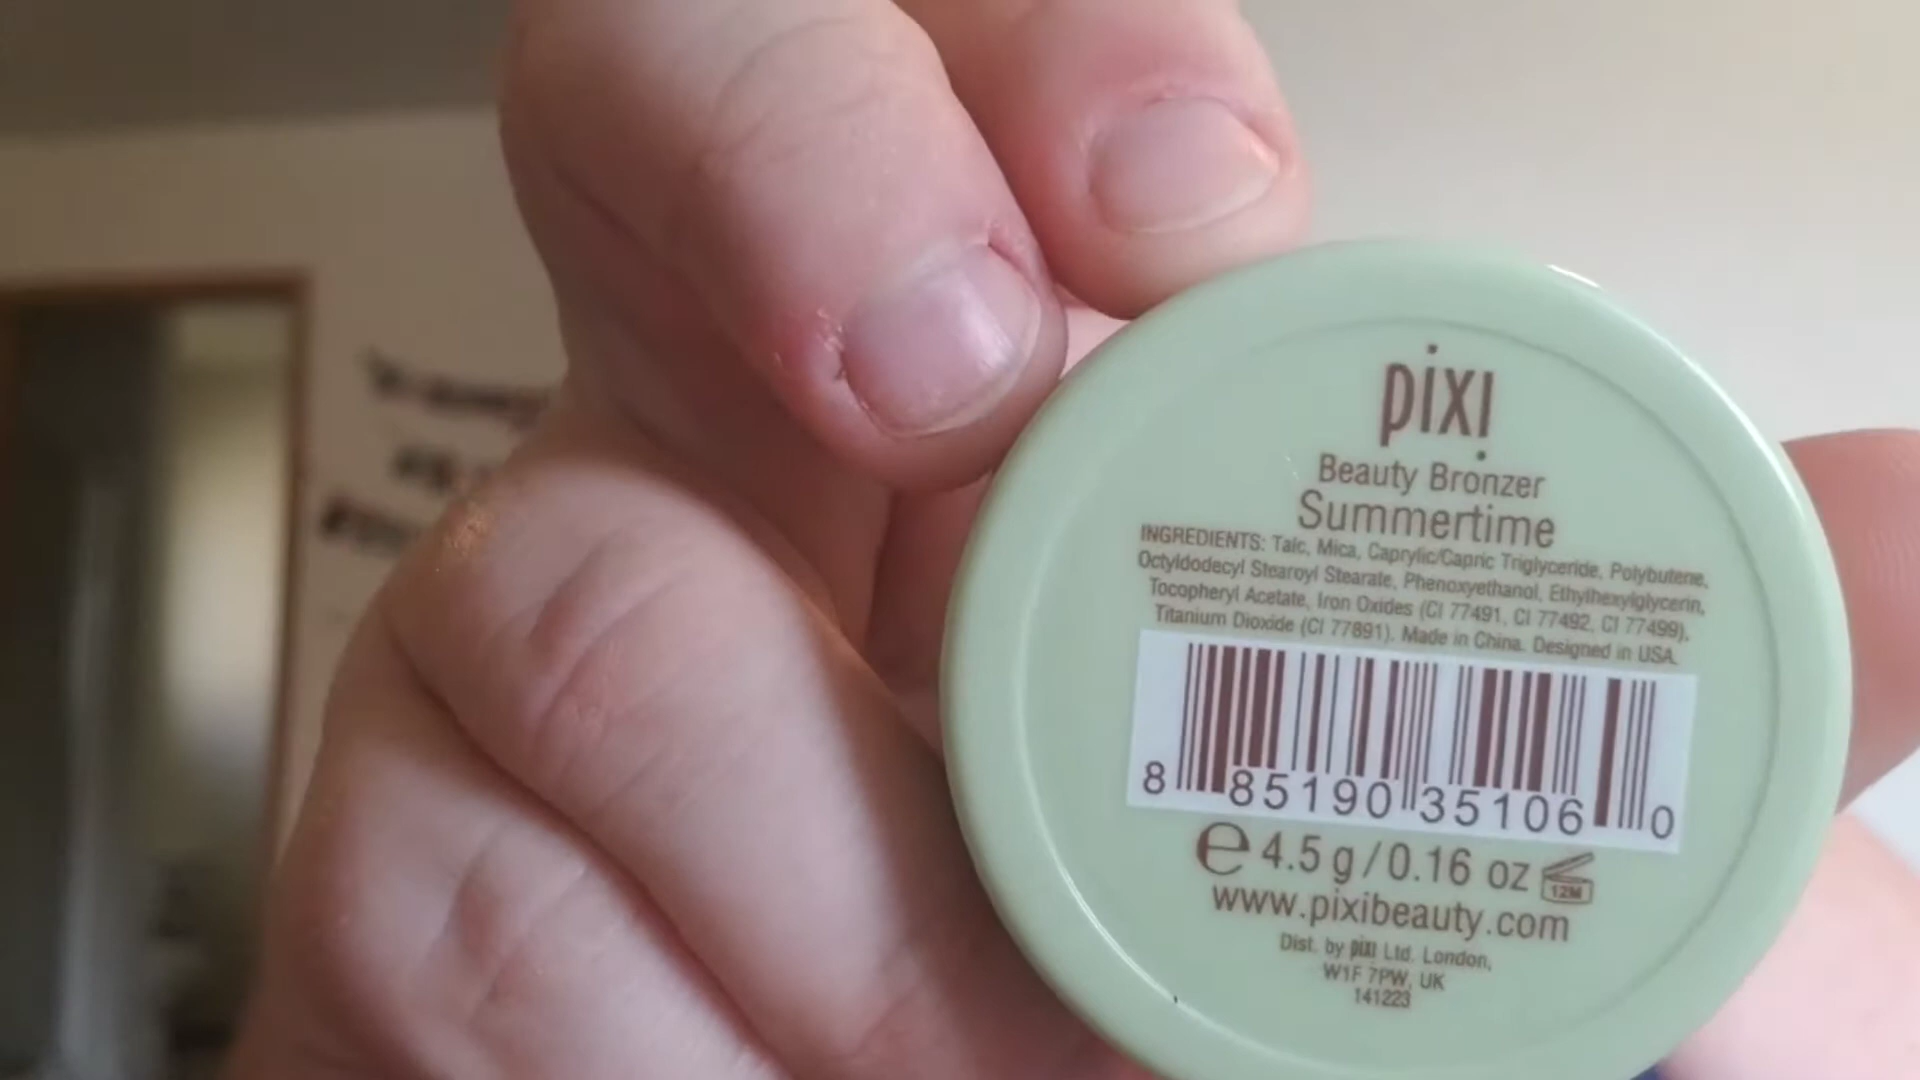 pixi
Beauty Bronzer
Summertime
INGREDIENTS: Talc, Mica, Caprylic/Capric Triglyceride, Polybutene,
Octyldodecyl Stearoyl Stearate, Phenoxyethanol, Ethylhexylglycerin,
Tocopheryl Acetate, Iron Oxides (CI 77491, CI 77492, CI 77499),
Titanium Dioxide (CI 77891). Made in China. Designed in USA.
8 85190 35106 0
e 4.5 g / 0.16 oz 12M
www.pixibeauty.com
Dist. by pixi Ltd. London,
W1F 7PW, UK
141223